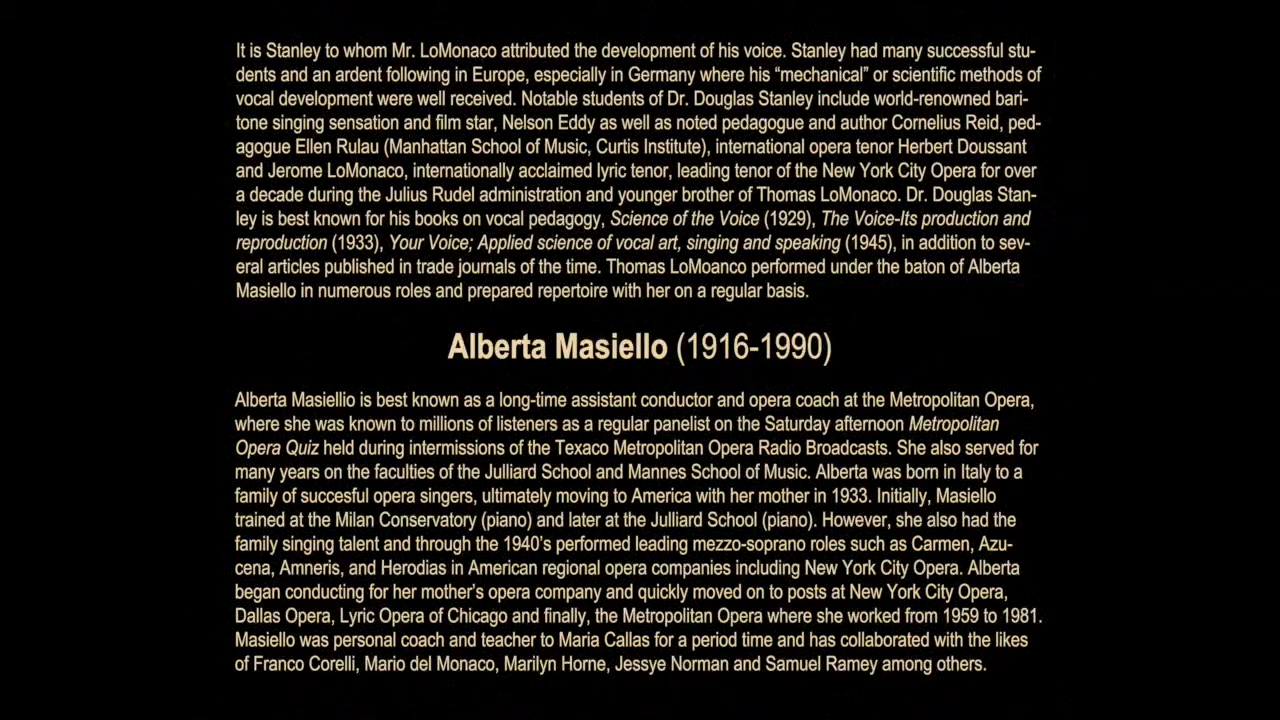 It is Stanley to whom Mr. LoMonaco attributed the development of his voice. Stanley had many successful stu-
dents and an ardent following in Europe, especially in Germany where his “mechanical” or scientific methods of
vocal development were well received. Notable students of Dr. Douglas Stanley include world-renowned bari-
tone singing sensation and film star, Nelson Eddy as well as noted pedagogue and author Cornelius Reid, ped-
agogue Ellen Rulau (Manhattan School of Music, Curtis Institute), international opera tenor Herbert Doussant
and Jerome LoMonaco, internationally acclaimed lyric tenor, leading tenor of the New York City Opera for over
a decade during the Julius Rudel administration and younger brother of Thomas LoMonaco. Dr. Douglas Stan-
ley is best known for his books on vocal pedagogy, Science of the Voice (1929), The Voice-Its production and
reproduction (1933), Your Voice; Applied science of vocal art, singing and speaking (1945), in addition to sev-
eral articles published in trade journals of the time. Thomas LoMoanco performed under the baton of Alberta
Masiello in numerous roles and prepared repertoire with her on a regular basis.
Alberta Masiello (1916-1990)
Alberta Masiellio is best known as a long-time assistant conductor and opera coach at the Metropolitan Opera,
where she was known to millions of listeners as a regular panelist on the Saturday afternoon Metropolitan
Opera Quiz held during intermissions of the Texaco Metropolitan Opera Radio Broadcasts. She also served for
many years on the faculties of the Julliard School and Mannes School of Music. Alberta was born in Italy to a
family of succesful opera singers, ultimately moving to America with her mother in 1933. Initially, Masiello
trained at the Milan Conservatory (piano) and later at the Julliard School (piano). However, she also had the
family singing talent and through the 1940’s performed leading mezzo-soprano roles such as Carmen, Azu-
cena, Amneris, and Herodias in American regional opera companies including New York City Opera. Alberta
began conducting for her mother’s opera company and quickly moved on to posts at New York City Opera,
Dallas Opera, Lyric Opera of Chicago and finally, the Metropolitan Opera where she worked from 1959 to 1981.
Masiello was personal coach and teacher to Maria Callas for a period time and has collaborated with the likes
of Franco Corelli, Mario del Monaco, Marilyn Horne, Jessye Norman and Samuel Ramey among others.